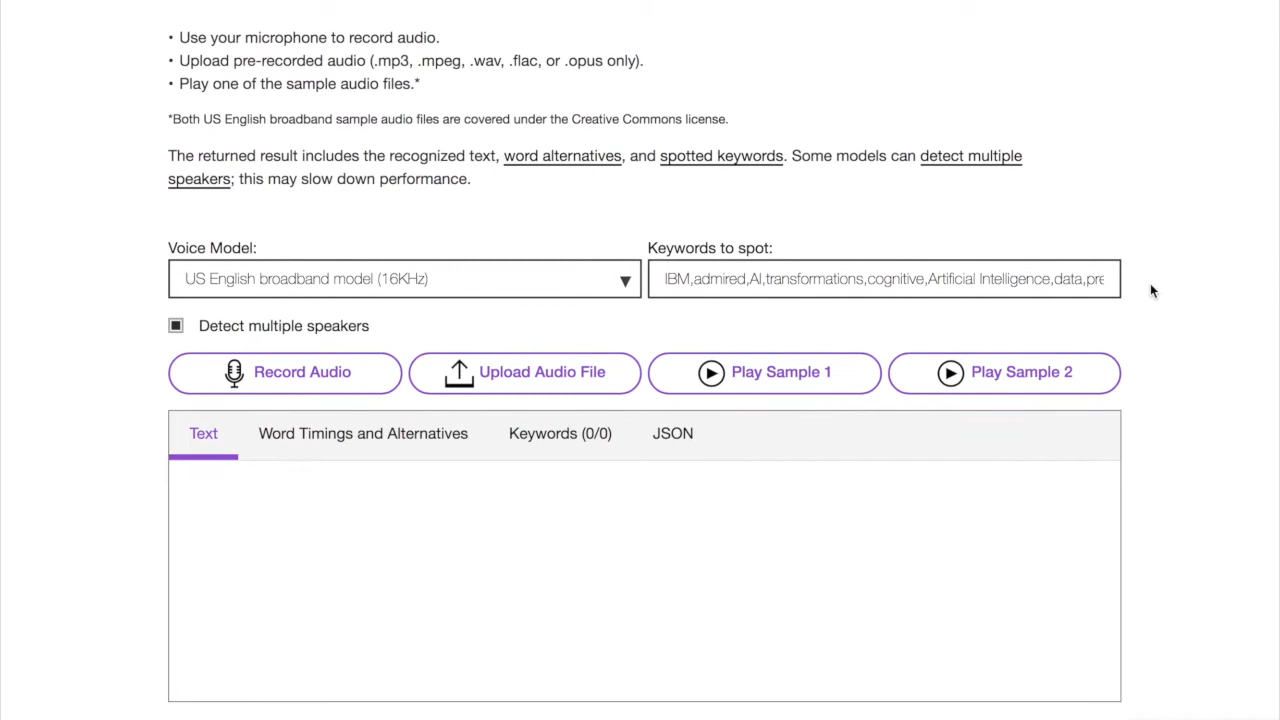 • Use your microphone to record audio.
• Upload pre-recorded audio (.mp3, .mpeg, .wav, .flac, or .opus only).
• Play one of the sample audio files.*
*Both US English broadband sample audio files are covered under the Creative Commons license.
The returned result includes the recognized text, word alternatives, and spotted keywords. Some models can detect multiple
speakers; this may slow down performance.
Voice Model:
Keywords to spot:
US English broadband model (16KHz)
IBM,admired,AI,transformations,cognitive,Artificial Intelligence,data,pre
Detect multiple speakers
Record Audio
Upload Audio File
Play Sample 1
Play Sample 2
Text
Word Timings and Alternatives
Keywords (0/0)
JSON